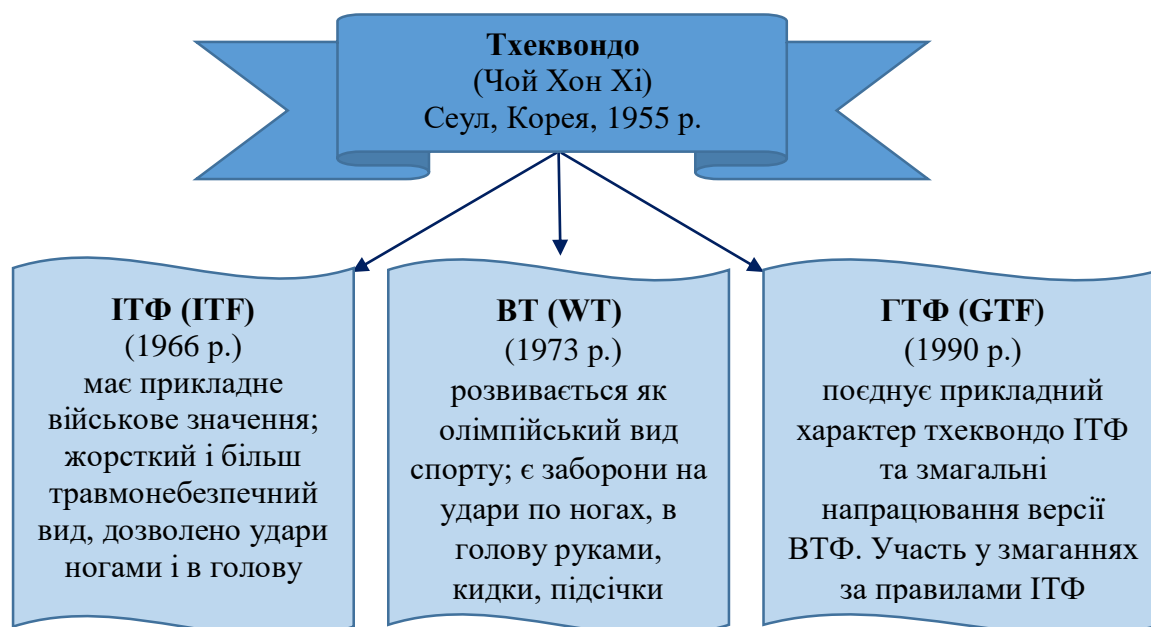 Тхеквондо
(Чой Хон Хі)
Сеул, Корея, 1955 р.
ІТФ (ITF)
(1966 р.)
має прикладне
військове значення;
жорсткий і більш
травмонебезпечний
вид, дозволено удари
ногами і в голову
ВТ (WT)
(1973 р.)
розвивається як
олімпійський вид
спорту; є заборони на
удари по ногах, в
голову руками,
кидки, підсічки
ГТФ (GTF)
(1990 р.)
поєднує прикладний
характер тхеквондо ІТФ
та змагальні
напрацювання версії
ВТФ. Участь у змаганнях
за правилами ІТФ